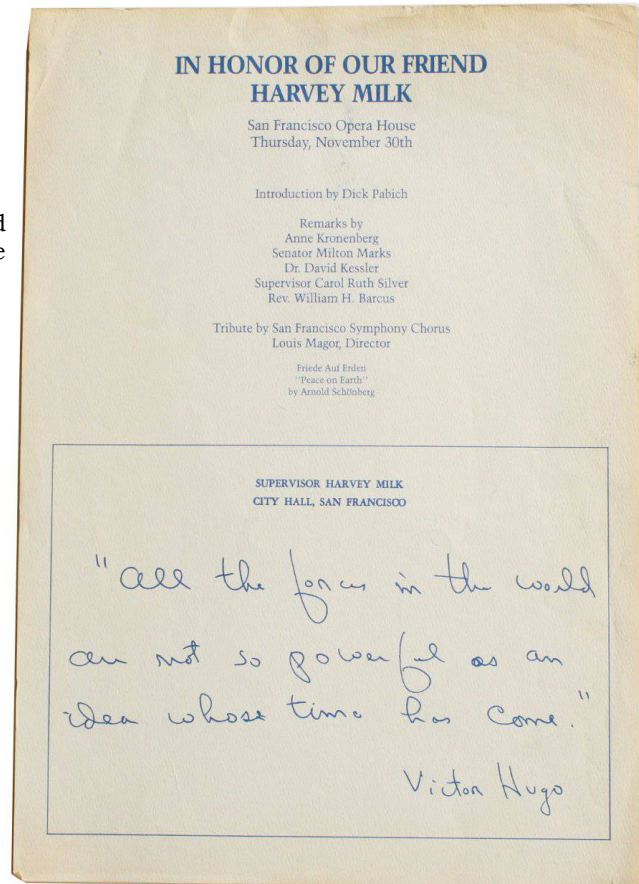 IN HONOR OF OUR FRIEND
HARVEY MILK
San Francisco Opera House
Thursday, November 30th
Introduction by Dick Pabich
Remarks by
Anne Kronenberg
Senator Milton Marks
Dr. David Kessler
Supervisor Carol Ruth Silver
Rev. William H. Barcus
Tribute by San Francisco Symphony Chorus
Louis Magor, Director
Friede Auf Erden
"Peace on Earth"
by Arnold Schönberg
SUPERVISOR HARVEY MILK
CITY HALL, SAN FRANCISCO
"All the forces in the world
are not so powerful as an
idea whose time has come."
Victor Hugo